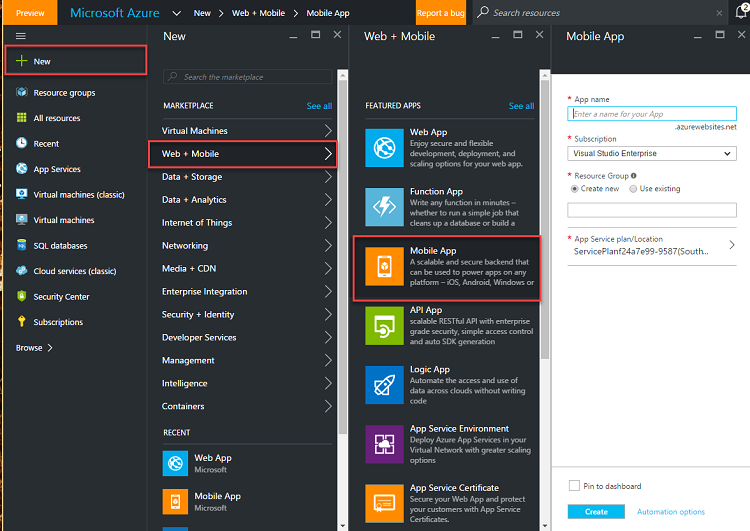 Preview
Microsoft Azure
New > Web + Mobile > Mobile App
Report a bug
Search resources
2
New
Resource groups
All resources
Recent
App Services
Virtual machines (classic)
Virtual machines
SQL databases
Cloud services (classic)
Security Center
Subscriptions
Browse >
New
Search the marketplace
MARKETPLACE
See all
Virtual Machines
Web + Mobile
Data + Storage
Data + Analytics
Internet of Things
Networking
Media + CDN
Enterprise Integration
Security + Identity
Developer Services
Management
Intelligence
Containers
RECENT
Web App
Microsoft
Mobile App
Microsoft
Web + Mobile
FEATURED APPS
See all
Web App
Enjoy secure and flexible
development, deployment, and
scaling options for your web app.
Function App
Write any function in minutes –
whether to run a simple job that
cleans up a database or build a
Mobile App
A scalable and secure backend that
can be used to power apps on any
platform – iOS, Android, Windows or
API App
scalable RESTful API with enterprise
grade security, simple access control
and auto SDK generation
Logic App
Automate the access and use of
data across clouds without writing
code
App Service Environment
Deploy Azure App Services in your
Virtual Network with greater scaling
options
App Service Certificate
Secure your Web App and protect
your customers with App Service
Certificates.
Mobile App
* App name
Enter a name for your App
.azurewebsites.net
* Subscription
Visual Studio Enterprise
* Resource Group
Create new Use existing
* App Service plan/Location
ServicePlanf24a7e99-9587(South...
Pin to dashboard
Create
Automation options